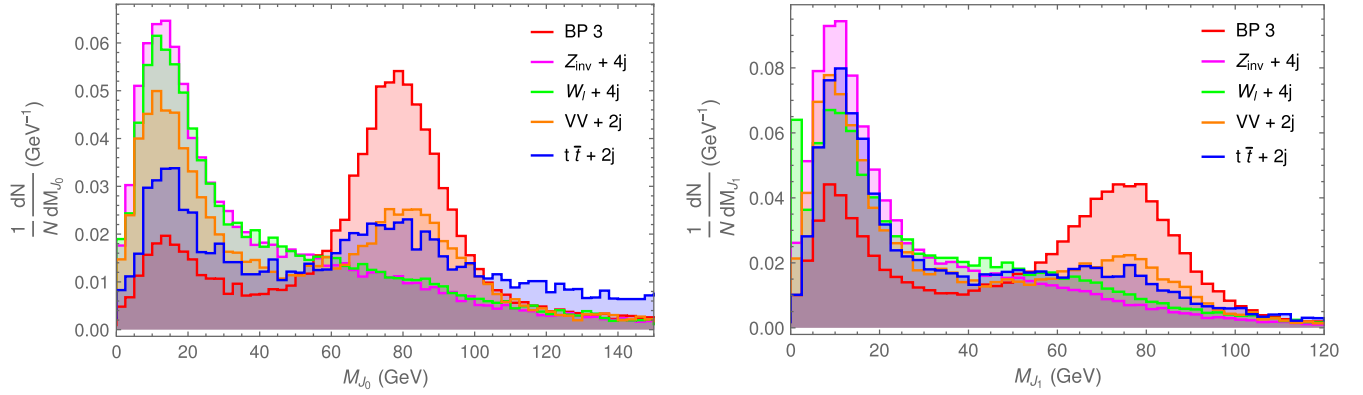 BP 3
Z_inv + 4j
W_l + 4j
VV + 2j
t t̄ + 2j
0.06
0.05
0.04
0.03
0.02
0.01
0.00
1/N dN/dM_J0 (GeV⁻¹)
0 20 40 60 80 100 120 140
M_J0 (GeV)
BP 3
Z_inv + 4j
W_l + 4j
VV + 2j
t t̄ + 2j
0.08
0.06
0.04
0.02
0.00
1/N dN/dM_J1 (GeV⁻¹)
0 20 40 60 80 100 120
M_J1 (GeV)